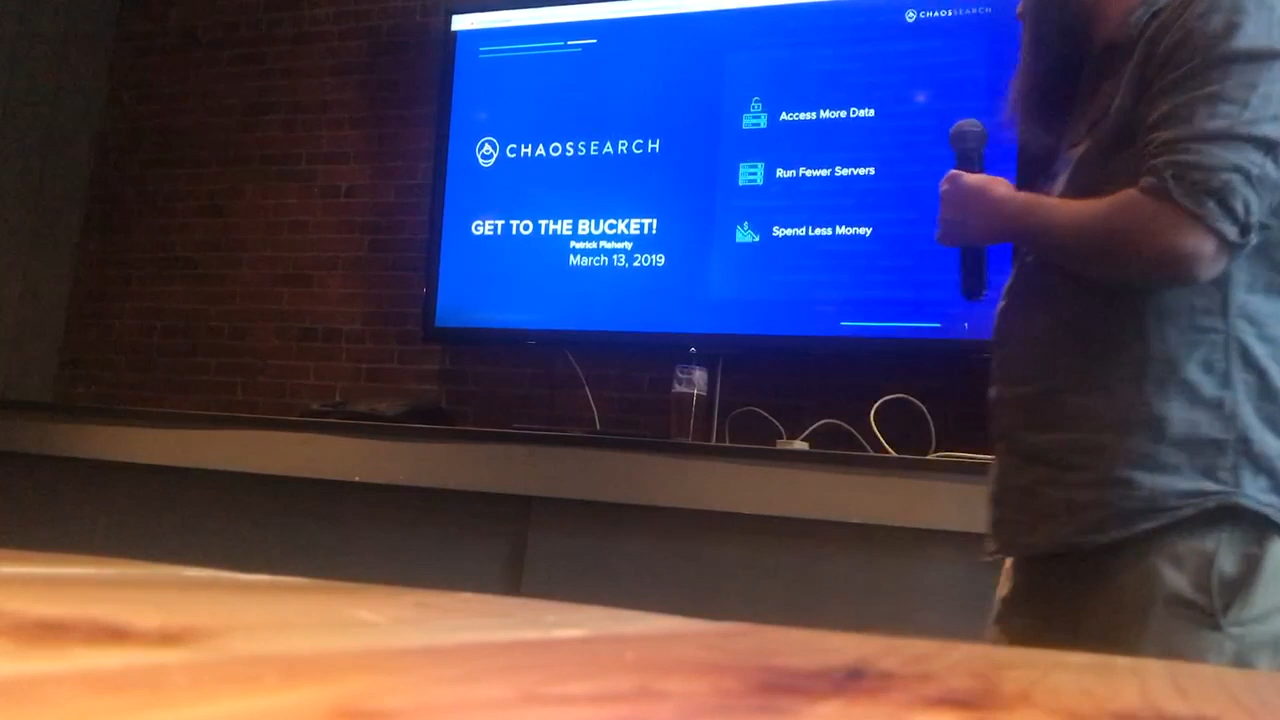 CHAOSSEARCH
CHAOSSEARCH
GET TO THE BUCKET!
Patrick Flaherty
March 13, 2019
Access More Data
Run Fewer Servers
Spend Less Money
1